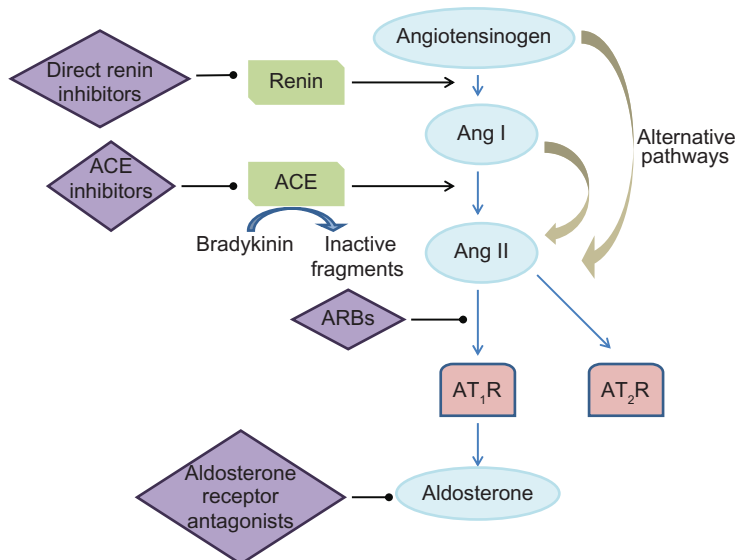 Angiotensinogen
Direct renin
inhibitors
Renin
Ang I
Alternative
pathways
ACE
inhibitors
ACE
Bradykinin
Inactive
fragments
Ang II
ARBs
AT₁R
AT₂R
Aldosterone
receptor
antagonists
Aldosterone